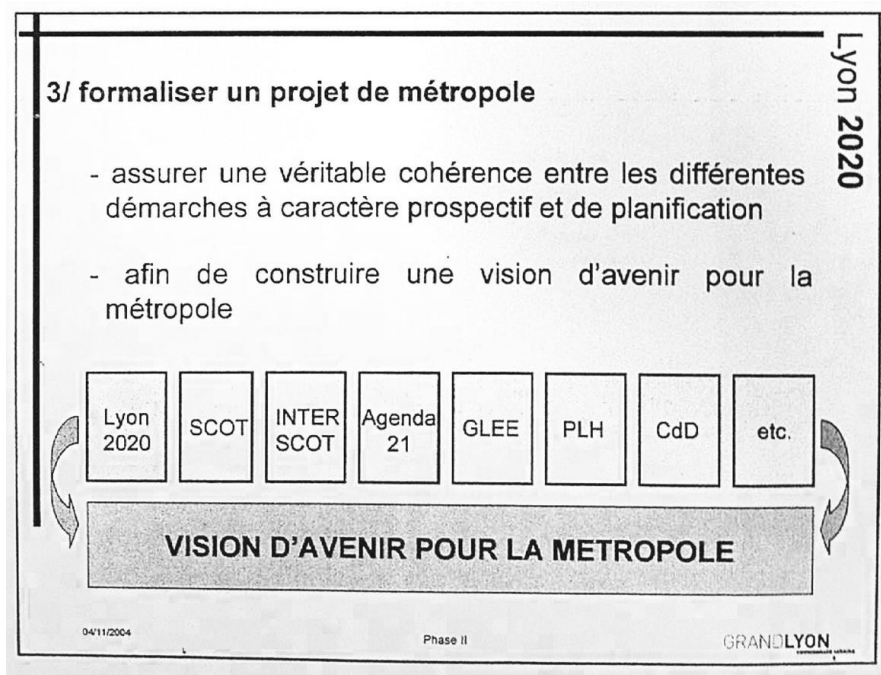 Lyon 2020
3/ formaliser un projet de métropole
- assurer une véritable cohérence entre les différentes
démarches à caractère prospectif et de planification
- afin de construire une vision d'avenir pour la
métropole
Lyon
2020
SCOT
INTER
SCOT
Agenda
21
GLEE
PLH
CdD
etc.
VISION D'AVENIR POUR LA METROPOLE
04/11/2004
Phase II
GRANDLYON